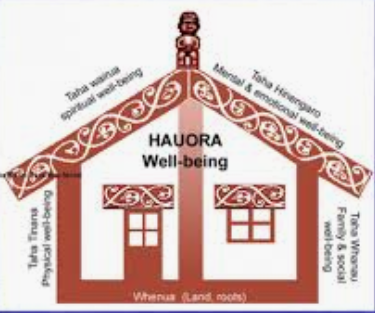 Taha wairua
spiritual well-being
Taha Hinengaro
Mental & emotional well-being
HAUORA
Well-being
Taha Tinana
Physical well-being
Taha Whanau
Family & social
well-being
Whenua (Land, roots)